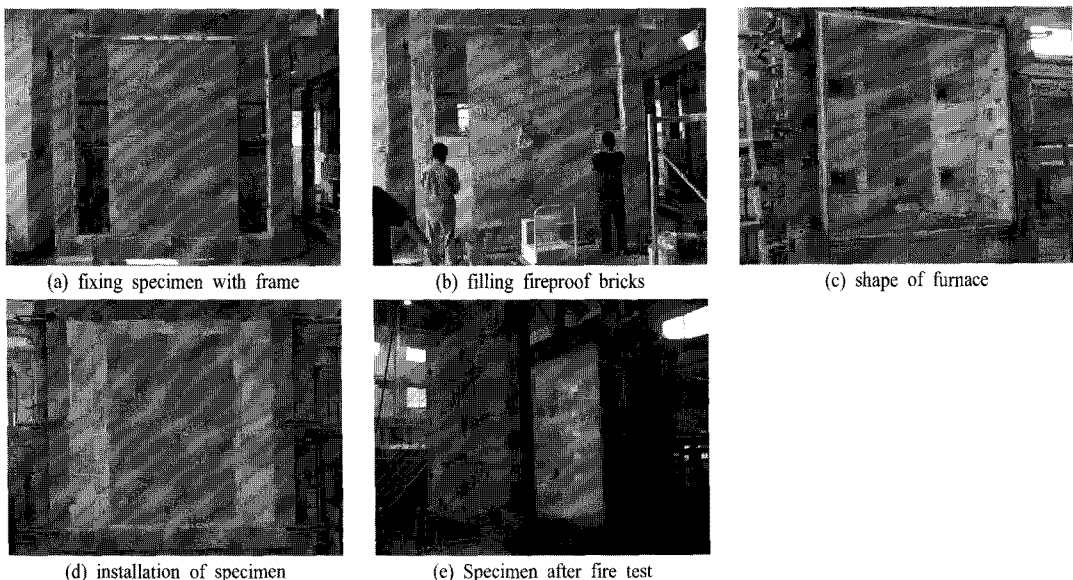 (a) fixing specimen with frame
(b) filling fireproof bricks
(c) shape of furnace
(d) installation of specimen
(e) Specimen after fire test